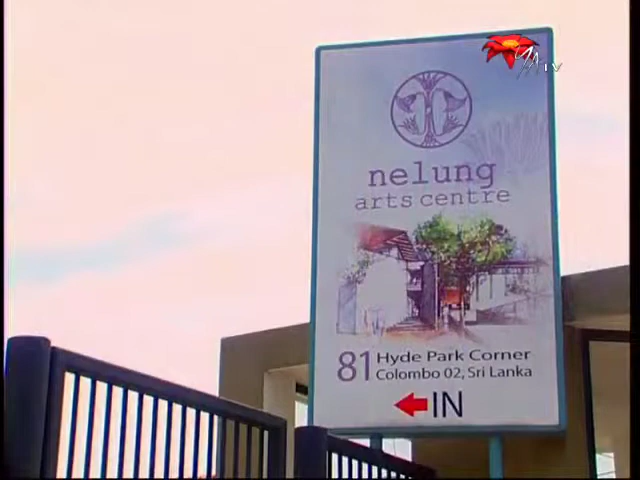 nelung
arts centre
81 Hyde Park Corner
Colombo 02, Sri Lanka
IN